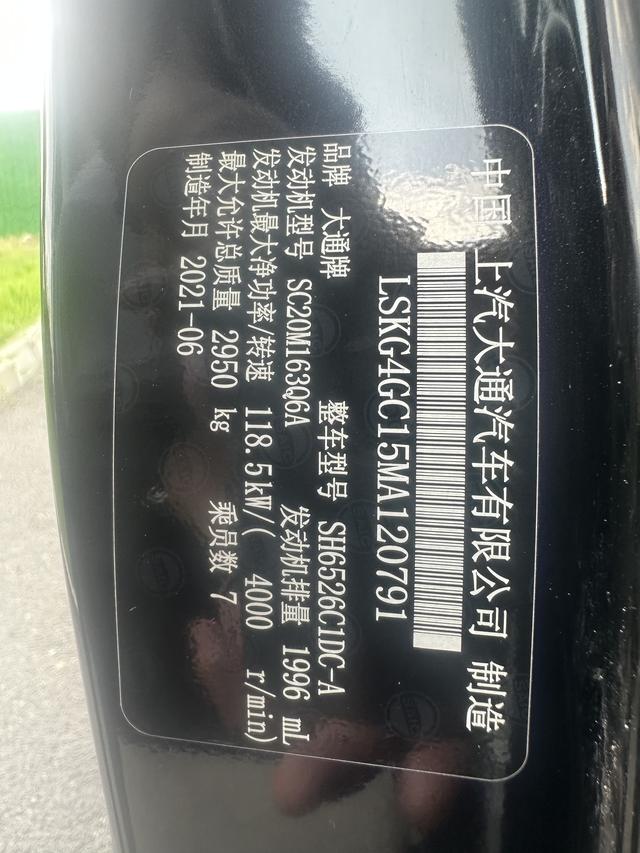 中国 上汽大通汽车有限公司 制造
LSKG4GC15MA120791
品牌 大通牌 整车型号 SH6526C1DC-A
发动机型号 SC20M163Q6A 发动机排量 1996 mL
发动机最大净功率/转速 118.5kW/( 4000 r/min)
最大允许总质量 2950 kg 乘员数 7
制造年月 2021-06